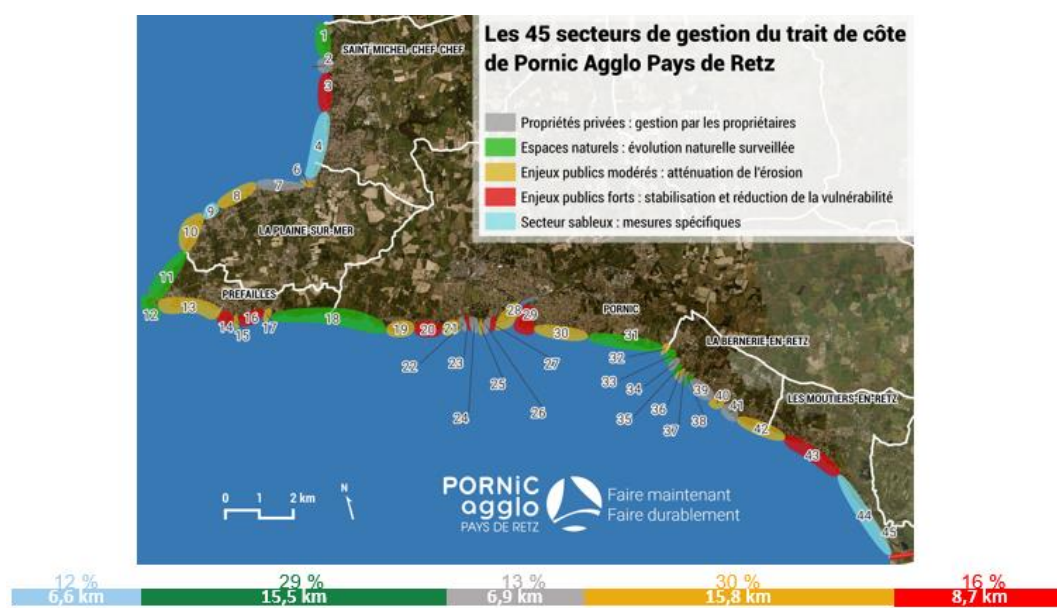 Les 45 secteurs de gestion du trait de côte
de Pornic Agglo Pays de Retz
Propriétés privées : gestion par les propriétaires
Espaces naturels : évolution naturelle surveillée
Enjeux publics modérés : atténuation de l'érosion
Enjeux publics forts : stabilisation et réduction de la vulnérabilité
Secteur sableux : mesures spécifiques
1
SAINT-MICHEL-CHEF-CHEF
2
3
4
6
7
8
9
10
LA PLAINE-SUR-MER
11
PRÉFAILLES
12
13
14
15
16
17
18
19
20
21
22
23
24
25
26
27
28
29
PORNIC
30
31
32
33
34
35
36
37
38
LA BERNERIE-EN-RETZ
39
40
41
LES MOUTIERS-EN-RETZ
42
43
44
45
0 1 2 km
N
PORNIC
agglo
PAYS DE RETZ
Faire maintenant
Faire durablement
12 % 29 % 13 % 30 % 16 %
6,6 km 15,5 km 6,9 km 15,8 km 8,7 km